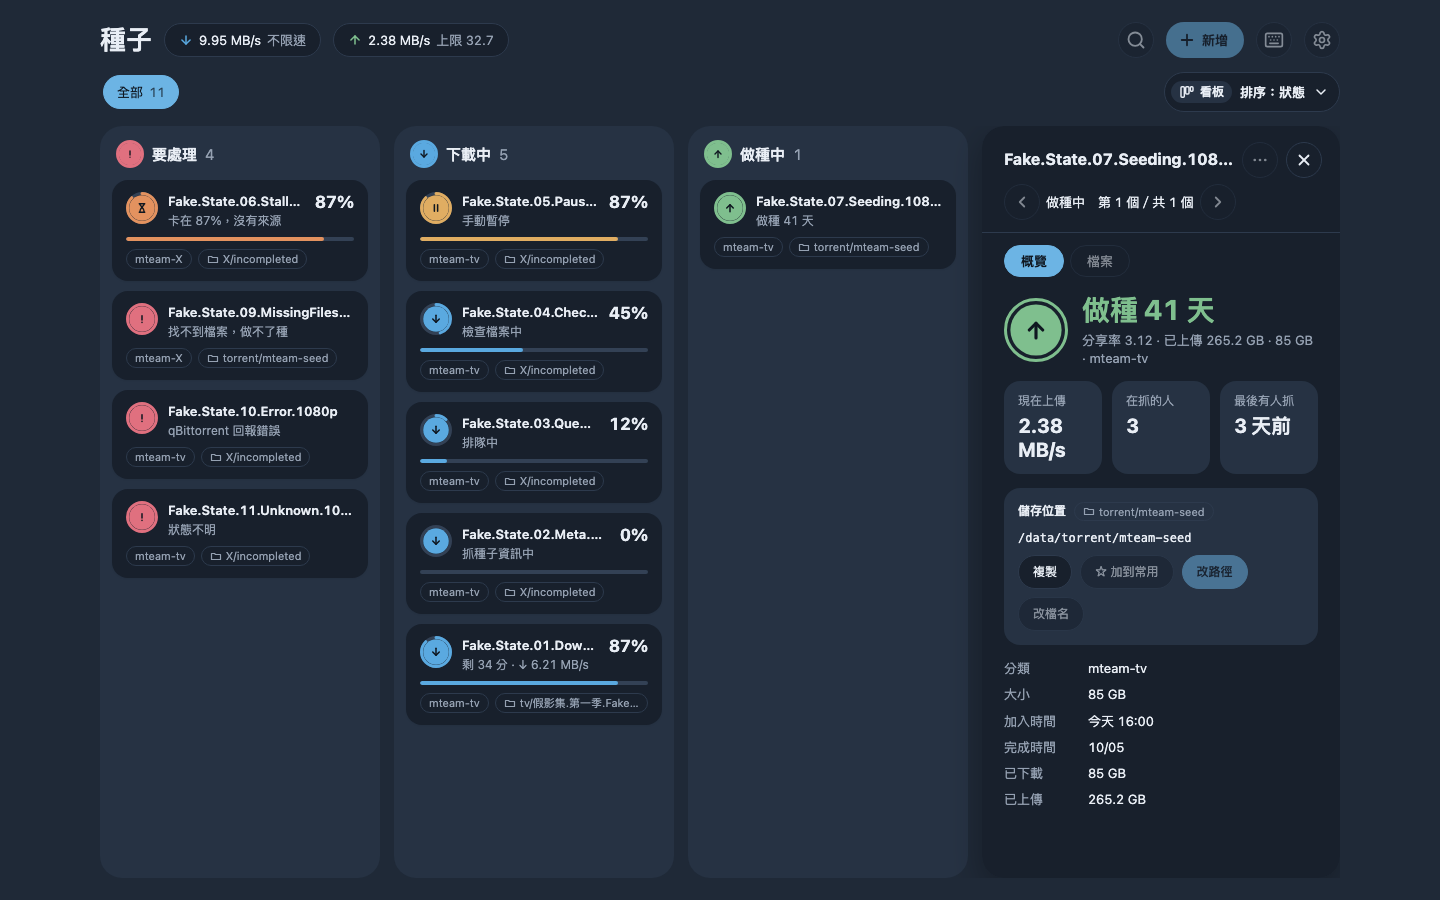 種子
9.95 MB/s 不限速
2.38 MB/s 上限 32.7
新增
全部 11
看板 排序：狀態
要處理 4
Fake.State.06.Stall... 87%
卡在 87%，沒有來源
mteam-X X/incompleted
Fake.State.09.MissingFiles...
找不到檔案，做不了種
mteam-X torrent/mteam-seed
Fake.State.10.Error.1080p
qBittorrent 回報錯誤
mteam-tv X/incompleted
Fake.State.11.Unknown.10...
狀態不明
mteam-tv X/incompleted
下載中 5
Fake.State.05.Paus... 87%
手動暫停
mteam-tv X/incompleted
Fake.State.04.Chec... 45%
檢查檔案中
mteam-tv X/incompleted
Fake.State.03.Que... 12%
排隊中
mteam-tv X/incompleted
Fake.State.02.Meta.... 0%
抓種子資訊中
mteam-tv X/incompleted
Fake.State.01.Dow... 87%
剩 34 分 · ↓ 6.21 MB/s
mteam-tv tv/假影集.第一季.Fake...
做種中 1
Fake.State.07.Seeding.108...
做種 41 天
mteam-tv torrent/mteam-seed
Fake.State.07.Seeding.108...
做種中 第 1 個 / 共 1 個
概覽 檔案
做種 41 天
分享率 3.12 · 已上傳 265.2 GB · 85 GB
· mteam-tv
現在上傳
2.38
MB/s
在抓的人
3
最後有人抓
3 天前
儲存位置 torrent/mteam-seed
/data/torrent/mteam-seed
複製 加到常用 改路徑
改檔名
分類 mteam-tv
大小 85 GB
加入時間 今天 16:00
完成時間 10/05
已下載 85 GB
已上傳 265.2 GB